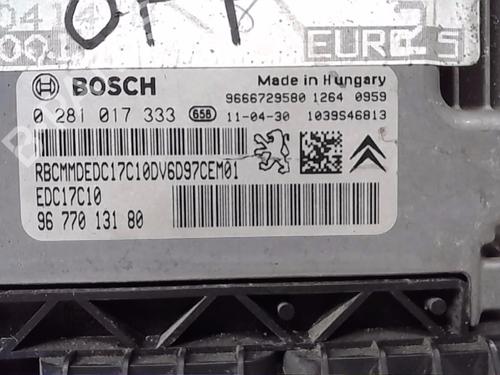 EURO 5
BOSCH
Made in Hungary
9666729580 1264 0959
0 281 017 333 658 11-04-30 1039S46813
RBCMMDEDC17C10DV6D97CEM01
EDC17C10
96 770 131 80